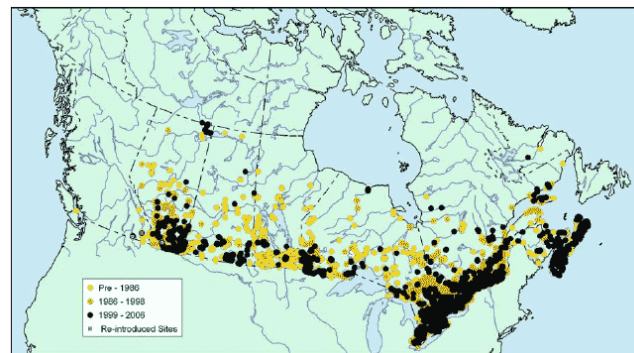 Pre - 1986
1986 - 1998
1999 - 2006
Re-introduced Sites